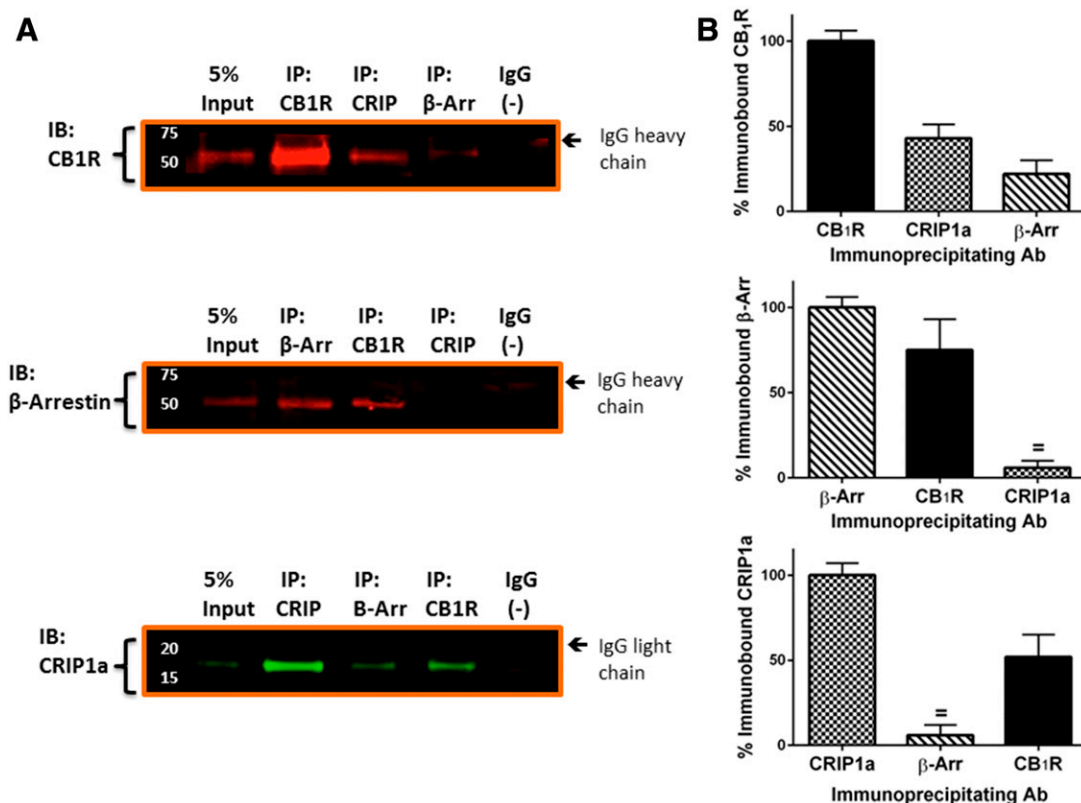 A
5% Input IP: CB1R IP: CRIP IP: β-Arr IgG (-)
IB: CB1R
75
50
IgG heavy chain
5% Input IP: β-Arr IP: CB1R IP: CRIP IgG (-)
IB: β-Arrestin
75
50
IgG heavy chain
5% Input IP: CRIP IP: B-Arr IP: CB1R IgG (-)
IB: CRIP1a
20
15
IgG light chain
B
% Immunobound CB₁R
100
50
0
CB1R CRIP1a β-Arr
Immunoprecipitating Ab
% Immunobound β-Arr
100
50
0
=
β-Arr CB1R CRIP1a
Immunoprecipitating Ab
% Immunobound CRIP1a
100
50
0
=
CRIP1a β-Arr CB1R
Immunoprecipitating Ab